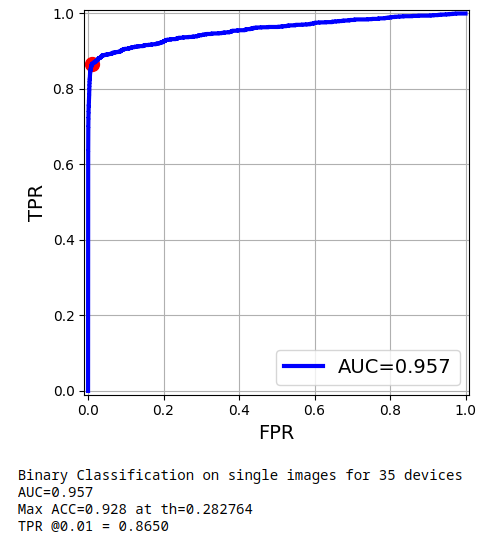 1.0
0.8
0.6
0.4
0.2
0.0
TPR
0.0 0.2 0.4 0.6 0.8 1.0
FPR
AUC=0.957
Binary Classification on single images for 35 devices
AUC=0.957
Max ACC=0.928 at th=0.282764
TPR @0.01 = 0.8650